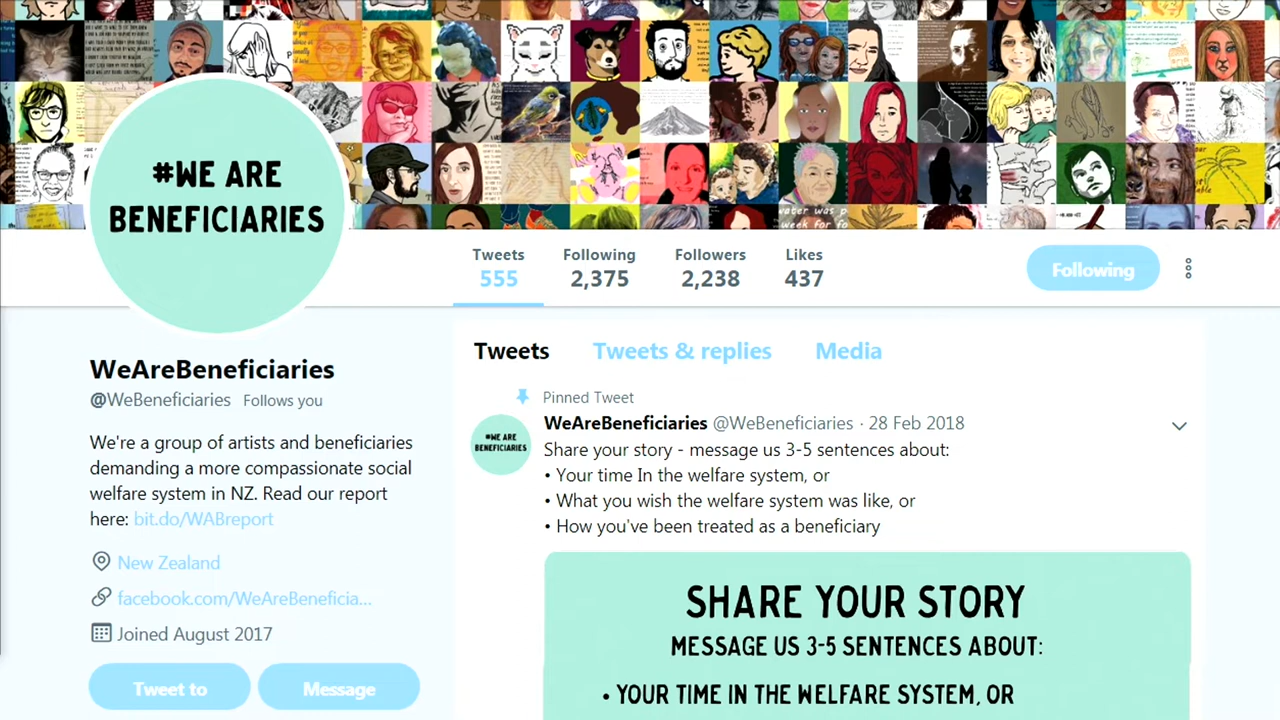 #WE ARE
BENEFICIARIES
Tweets
555
Following
2,375
Followers
2,238
Likes
437
Following
WeAreBeneficiaries
@WeBeneficiaries Follows you
We're a group of artists and beneficiaries
demanding a more compassionate social
welfare system in NZ. Read our report
here: bit.do/WABreport
New Zealand
facebook.com/WeAreBeneficia...
Joined August 2017
Tweet to
Message
Tweets
Tweets & replies
Media
Pinned Tweet
#WE ARE
BENEFICIARIES
WeAreBeneficiaries @WeBeneficiaries · 28 Feb 2018
Share your story - message us 3-5 sentences about:
• Your time In the welfare system, or
• What you wish the welfare system was like, or
• How you've been treated as a beneficiary
SHARE YOUR STORY
MESSAGE US 3-5 SENTENCES ABOUT:
• YOUR TIME IN THE WELFARE SYSTEM, OR